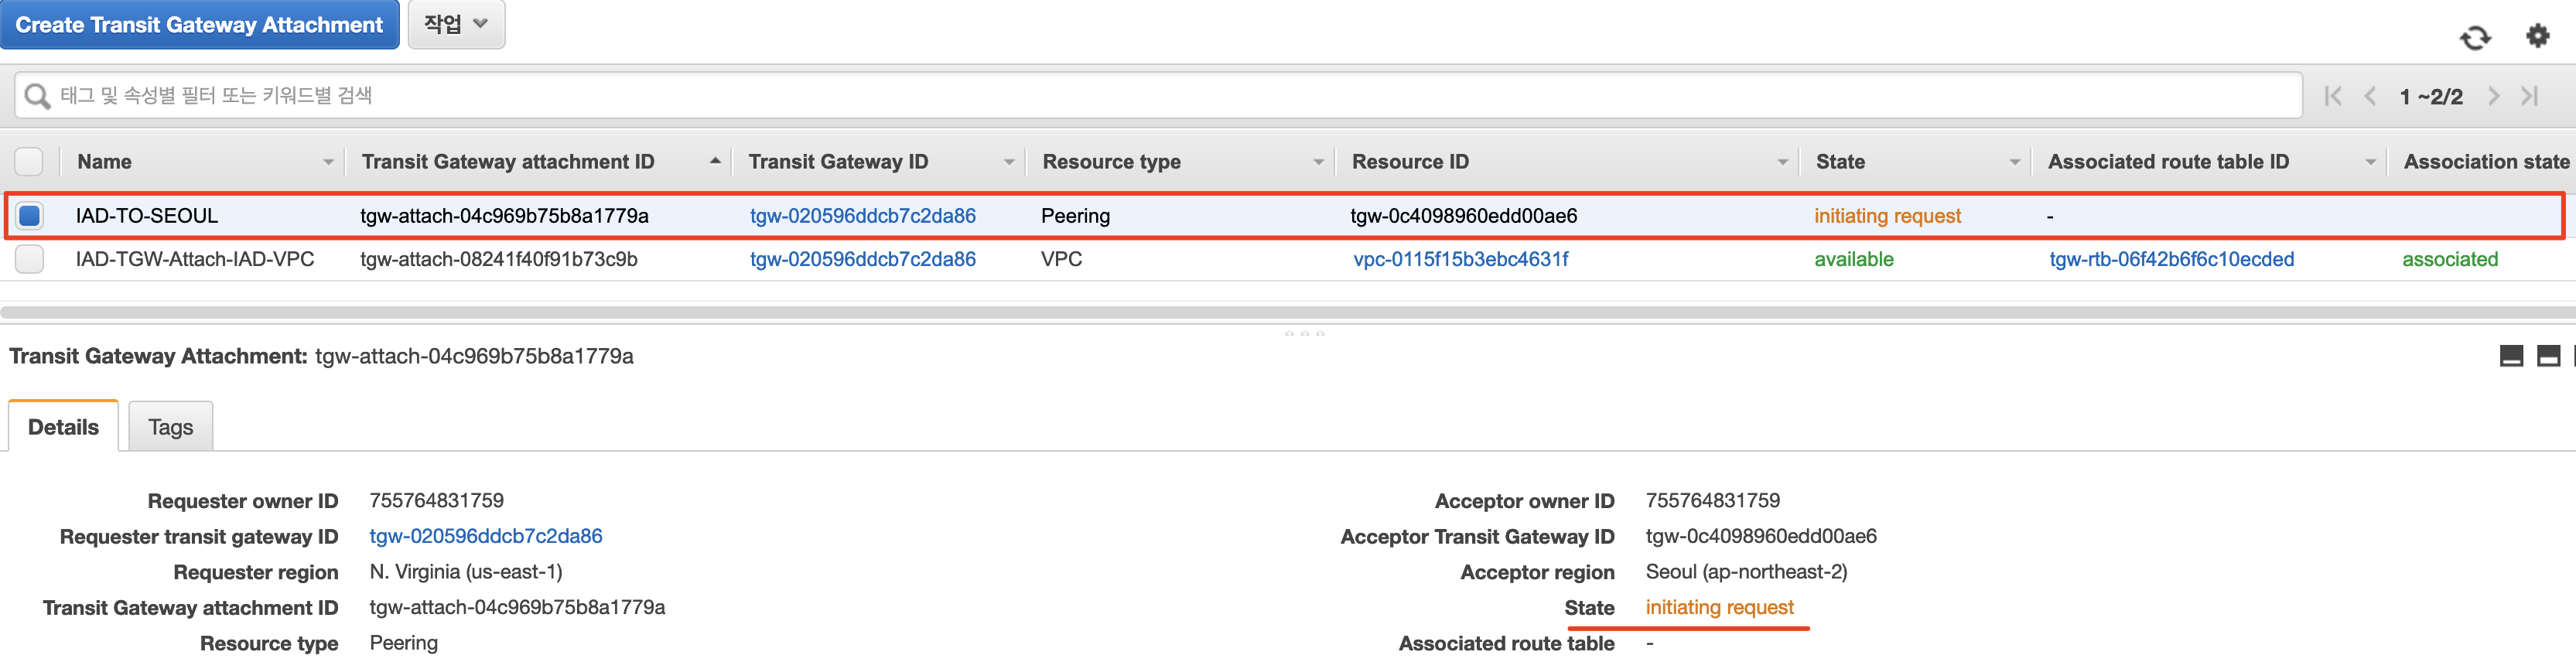 Create Transit Gateway Attachment 작업
태그 및 속성별 필터 또는 키워드별 검색 1 ~2/2
Name Transit Gateway attachment ID Transit Gateway ID Resource type Resource ID State Associated route table ID Association state
IAD-TO-SEOUL tgw-attach-04c969b75b8a1779a tgw-020596ddcb7c2da86 Peering tgw-0c4098960edd00ae6 initiating request -
IAD-TGW-Attach-IAD-VPC tgw-attach-08241f40f91b73c9b tgw-020596ddcb7c2da86 VPC vpc-0115f15b3ebc4631f available tgw-rtb-06f42b6f6c10ecded associated
Transit Gateway Attachment: tgw-attach-04c969b75b8a1779a
Details Tags
Requester owner ID 755764831759 Acceptor owner ID 755764831759
Requester transit gateway ID tgw-020596ddcb7c2da86 Acceptor Transit Gateway ID tgw-0c4098960edd00ae6
Requester region N. Virginia (us-east-1) Acceptor region Seoul (ap-northeast-2)
Transit Gateway attachment ID tgw-attach-04c969b75b8a1779a State initiating request
Resource type Peering Associated route table -